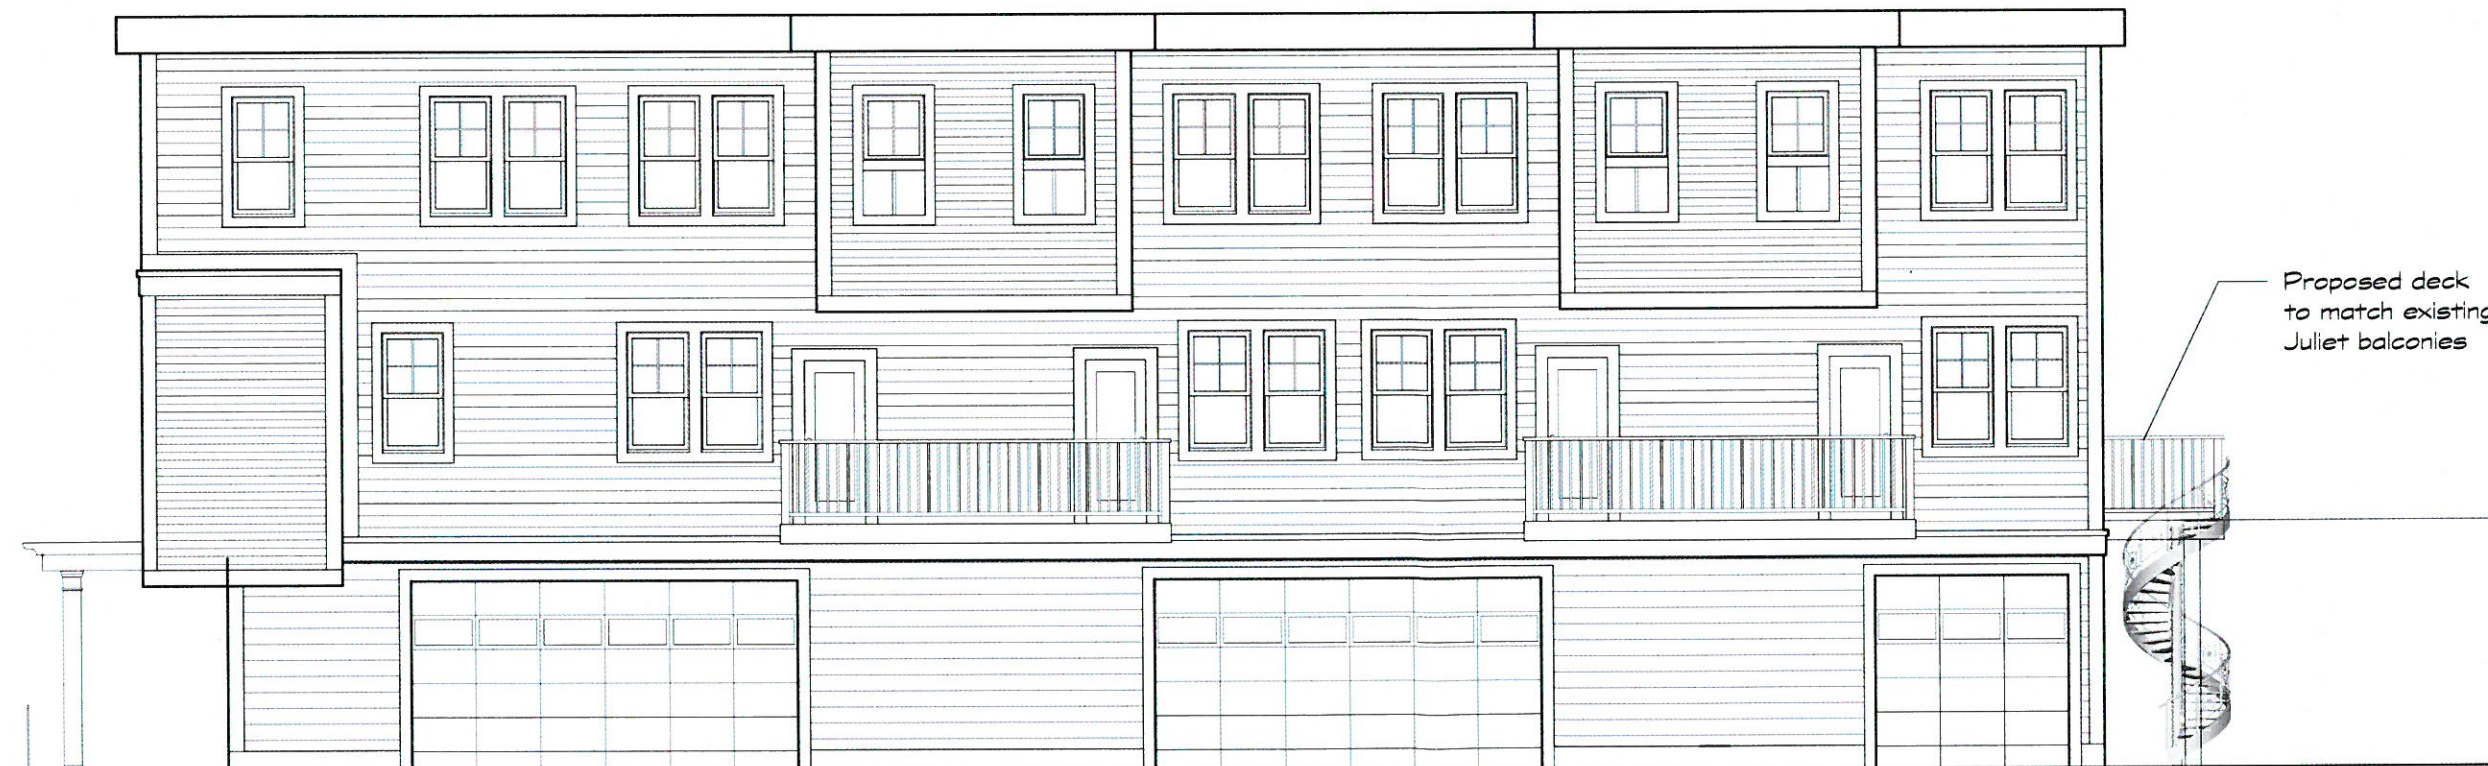 Proposed deck
to match existing
Juliet balconies